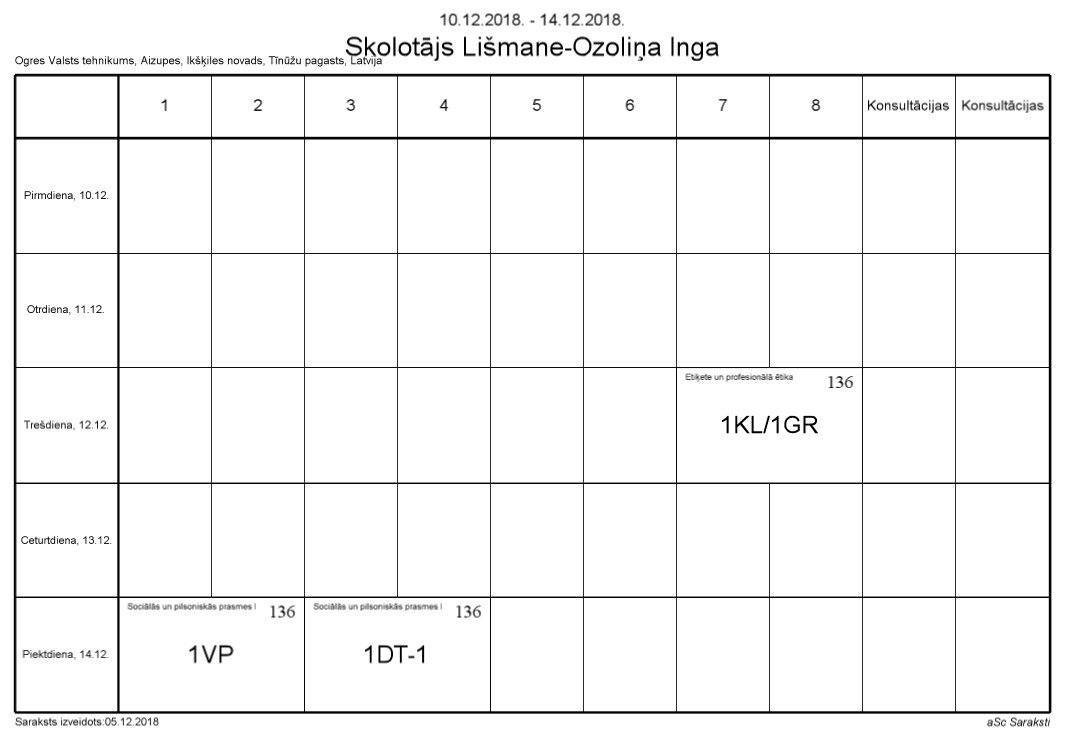 10.12.2018. - 14.12.2018.
Skolotājs Lišmane-Ozoliņa Inga
Ogres Valsts tehnikums, Aizupes, Ikšķiles novads, Tīnūžu pagasts, Latvija
1 2 3 4 5 6 7 8 Konsultācijas Konsultācijas
Pirmdiena, 10.12.
Otrdiena, 11.12.
Etiķete un profesionālā ētika 136
Trešdiena, 12.12. 1KL/1GR
Ceturtdiena, 13.12.
Sociālās un pilsoniskās prasmes I 136 Sociālās un pilsoniskās prasmes I 136
Piektdiena, 14.12. 1VP 1DT-1
Saraksts izveidots:05.12.2018 aSc Saraksti